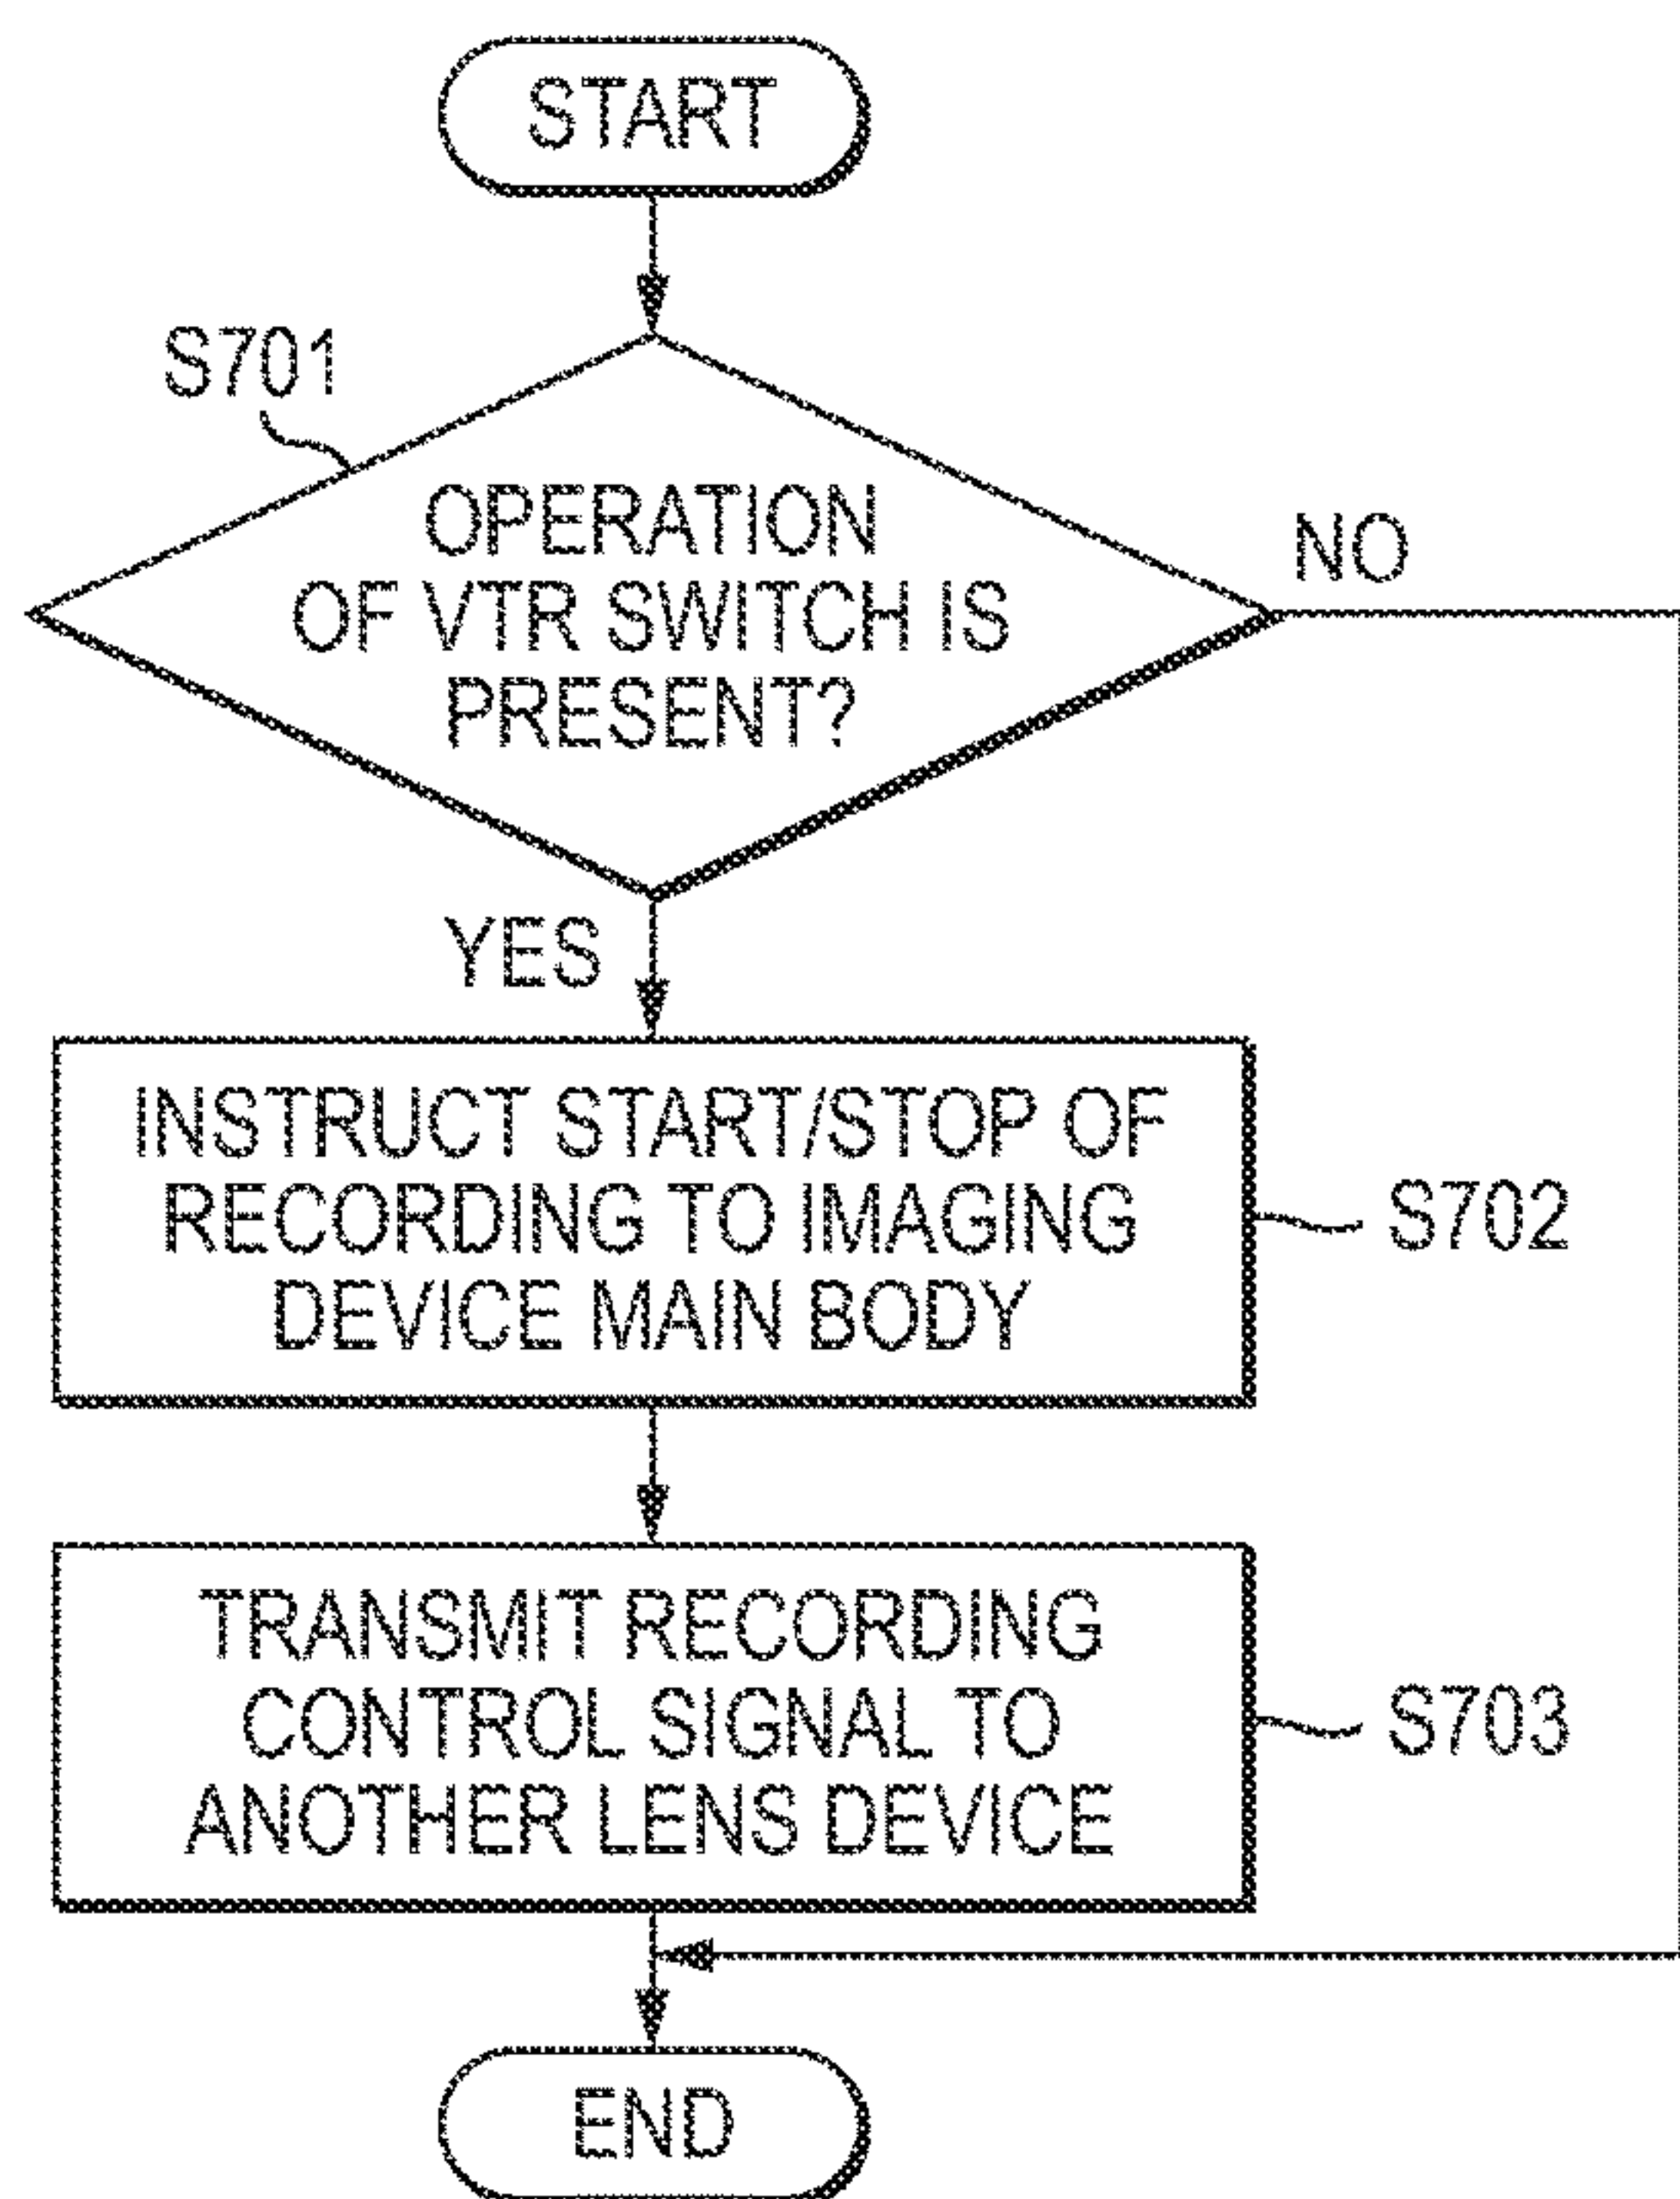 START
S701
OPERATION
OF VTR SWITCH IS
PRESENT?
NO
YES
INSTRUCT START/STOP OF
RECORDING TO IMAGING
DEVICE MAIN BODY
S702
TRANSMIT RECORDING
CONTROL SIGNAL TO
ANOTHER LENS DEVICE
S703
END